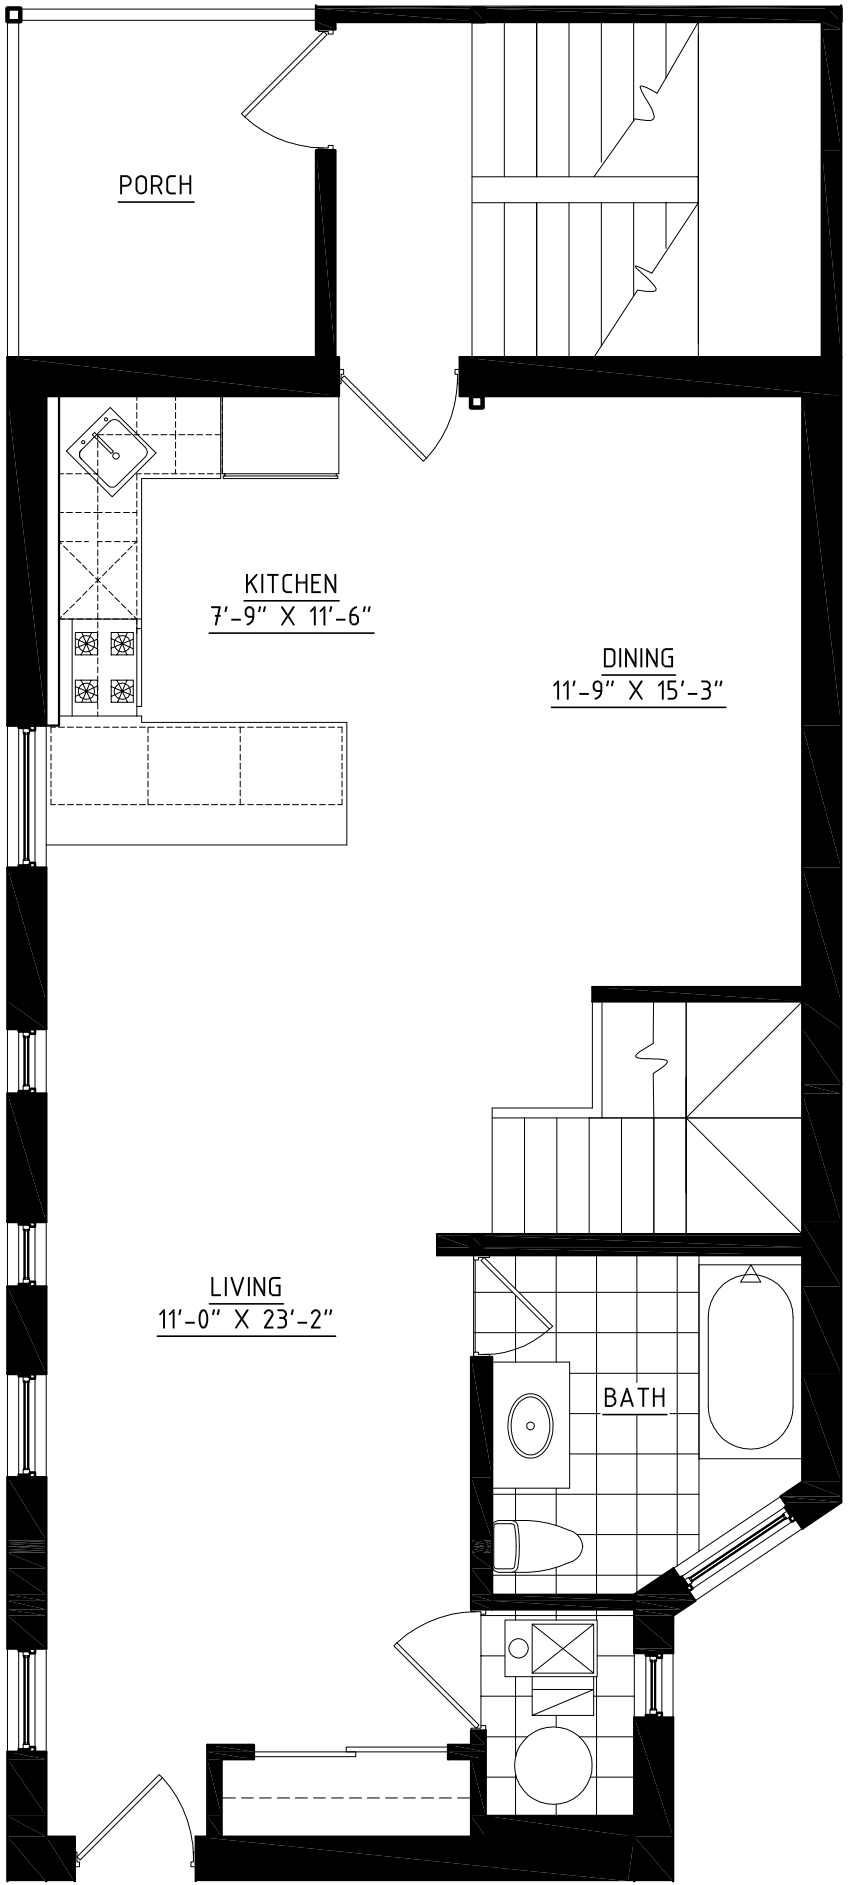 PORCH
KITCHEN
7'-9" X 11'-6"
DINING
11'-9" X 15'-3"
LIVING
11'-0" X 23'-2"
BATH